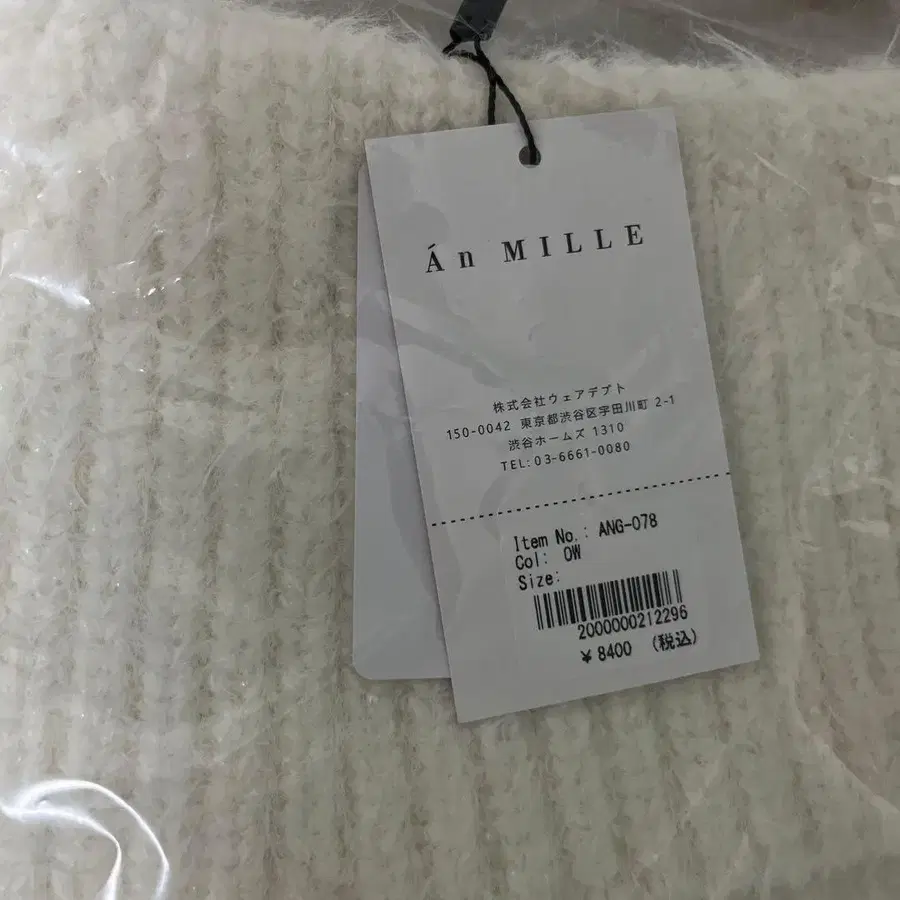 Án MILLE
株式会社ウェアデプト
150-0042 東京都渋谷区宇田川町 2-1
渋谷ホームズ 1310
TEL: 03-6661-0080
Item No.: ANG-078
Col: OW
Size:
2000000212296
¥ 8400 (税込)